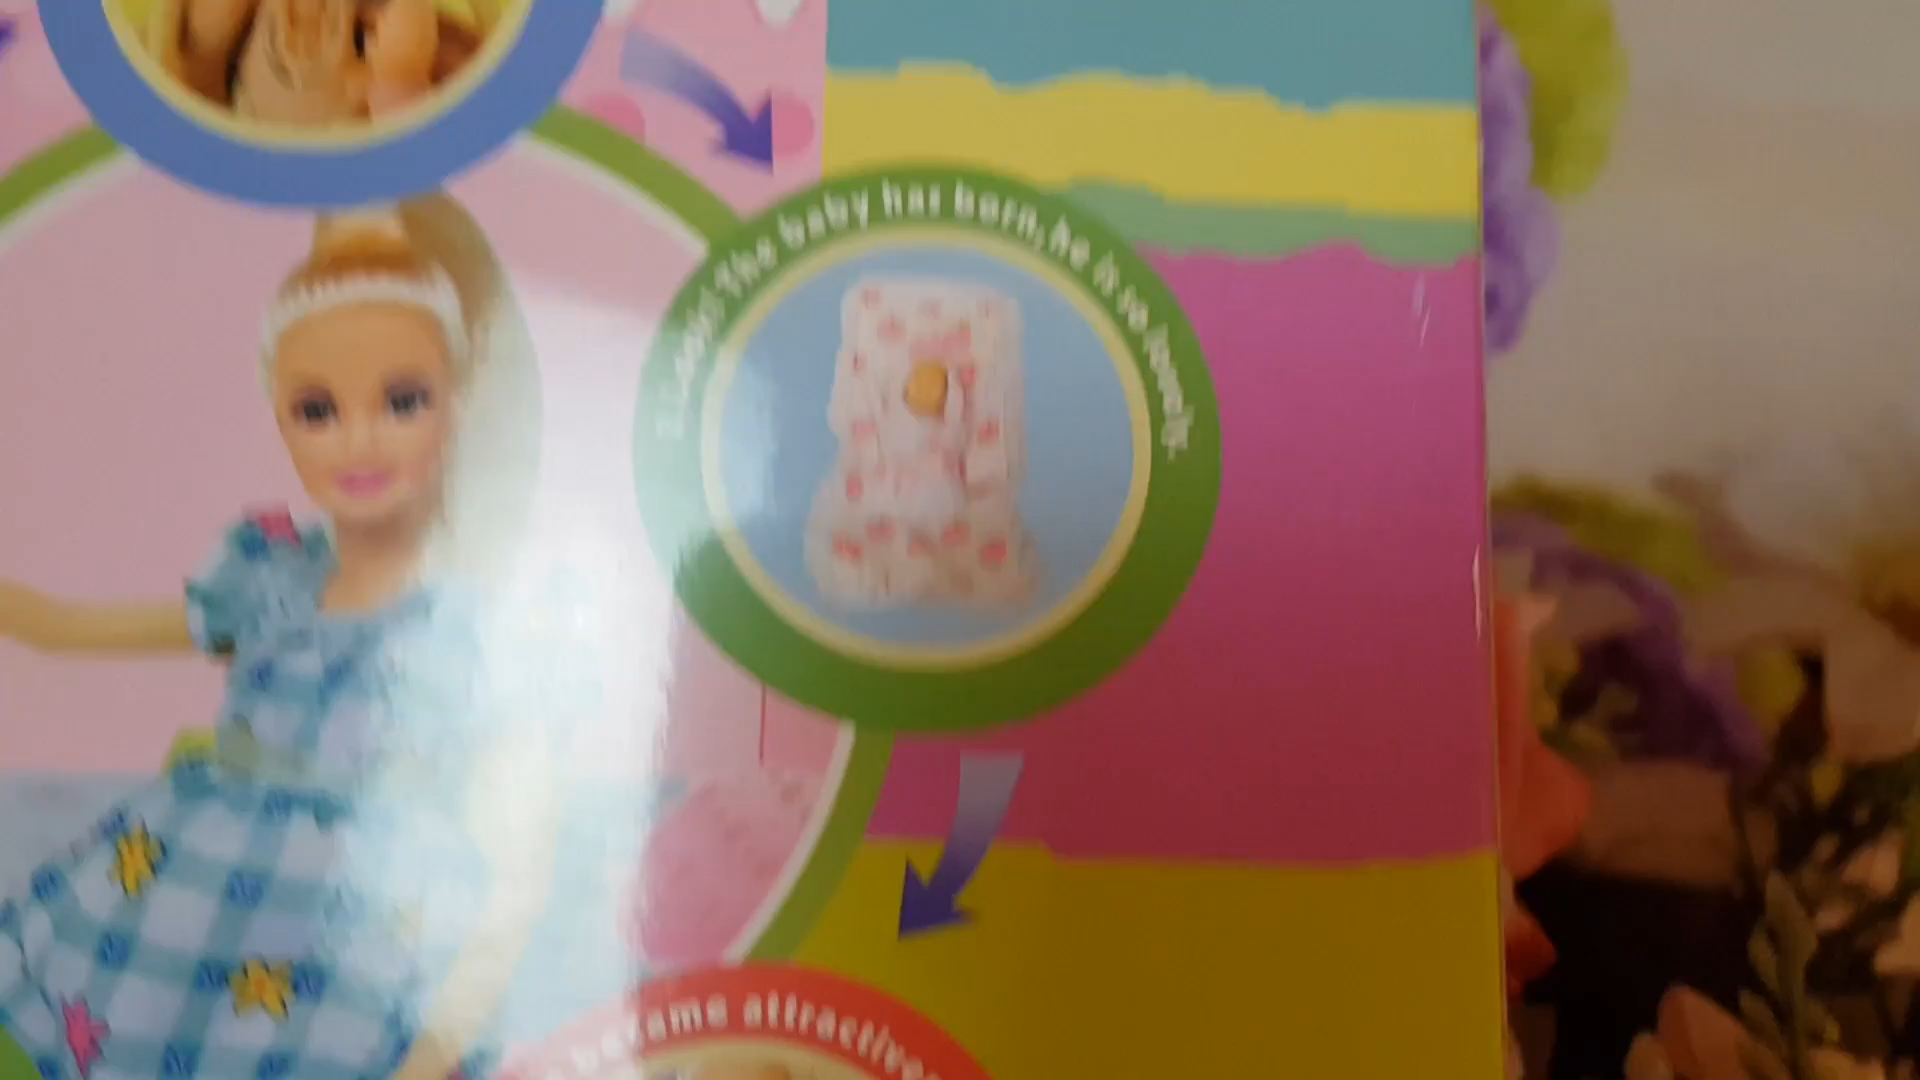 The baby has born, he is so lovely.
became attractive